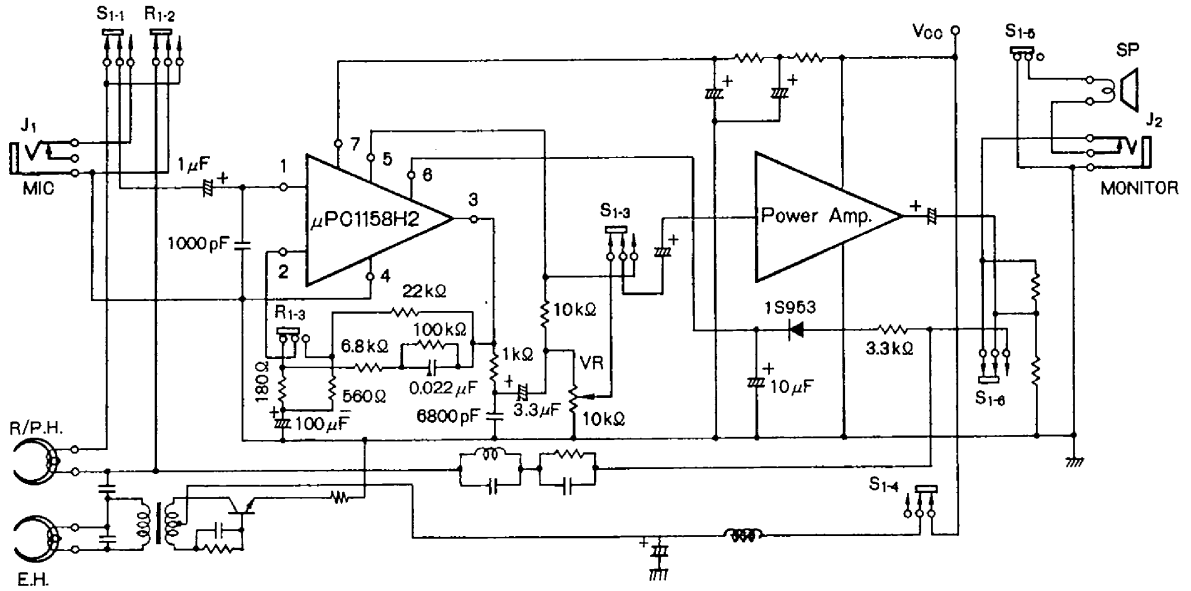 S1-1 R1-2
VCC
S1-5
SP
J1
J2
7
5
1μF
+
1
6
MIC
MONITOR
3
μPC1158H2
S1-3
Power Amp.
+
1000pF
2
4
+
22kΩ
R1-3
10kΩ
1S953
100kΩ
6.8kΩ
1kΩ
VR
3.3kΩ
180Ω
560Ω
0.022μF
+
3.3μF
+
10μF
S1-6
+
100μF
6800pF
10kΩ
R/P.H.
S1-4
+
E.H.